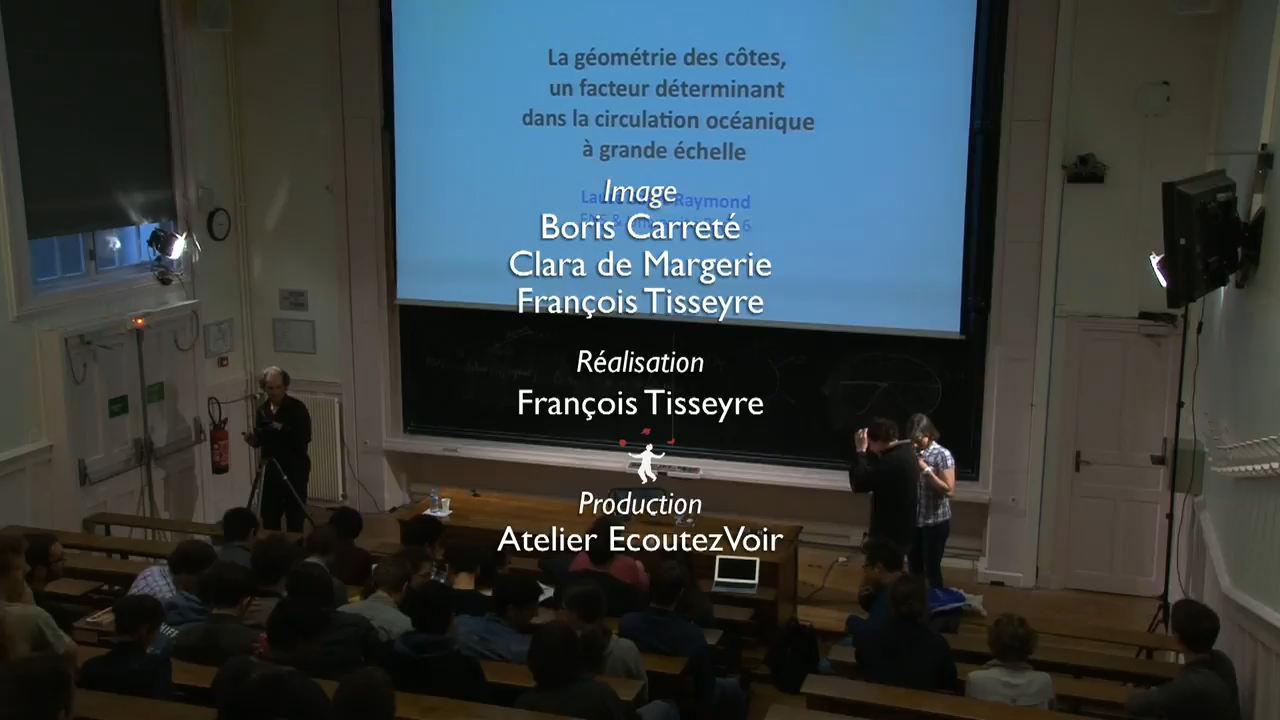 La géométrie des côtes,
un facteur déterminant
dans la circulation océanique
à grande échelle
Raymond
Image
Boris Carreté
Clara de Margerie
François Tisseyre
Réalisation
François Tisseyre
Production
Atelier EcoutezVoir